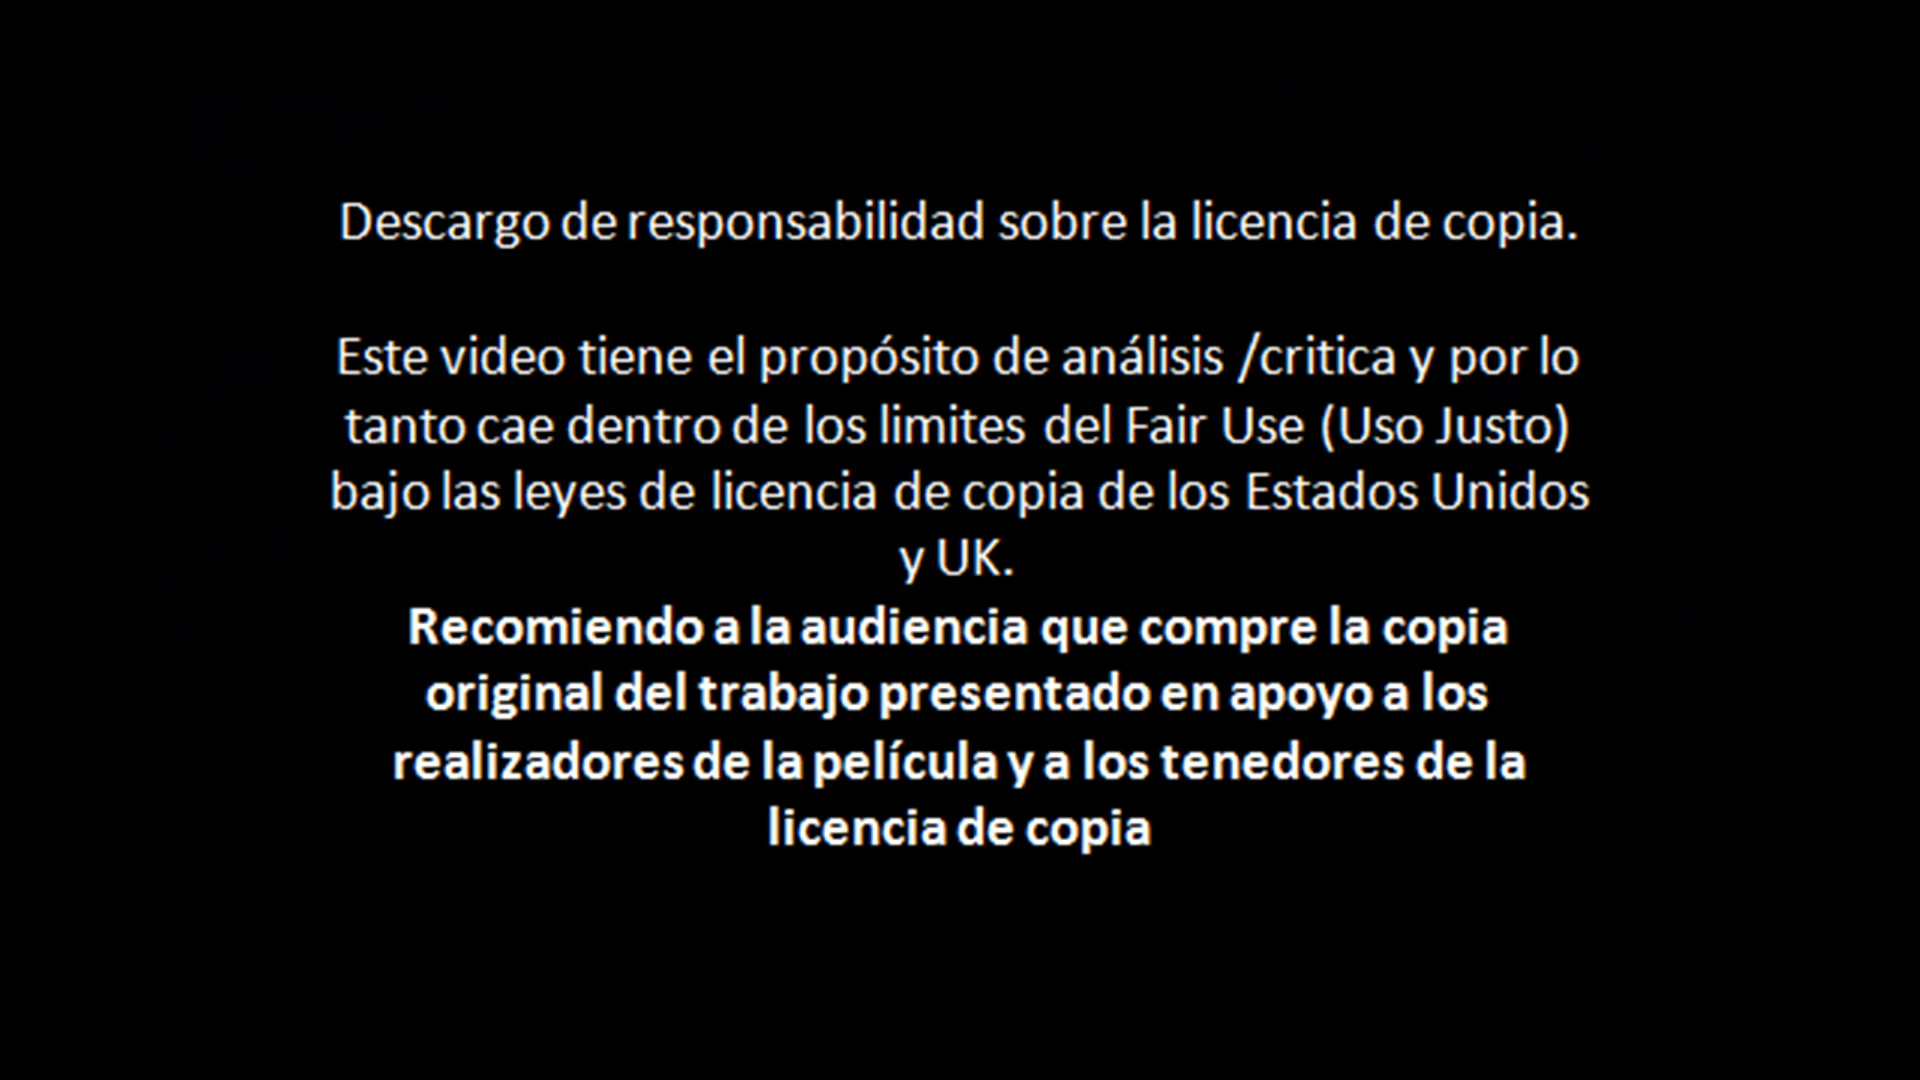 Descargo de responsabilidad sobre la licencia de copia.
Este video tiene el propósito de análisis /critica y por lo
tanto cae dentro de los limites del Fair Use (Uso Justo)
bajo las leyes de licencia de copia de los Estados Unidos
y UK.
Recomiendo a la audiencia que compre la copia
original del trabajo presentado en apoyo a los
realizadores de la película y a los tenedores de la
licencia de copia